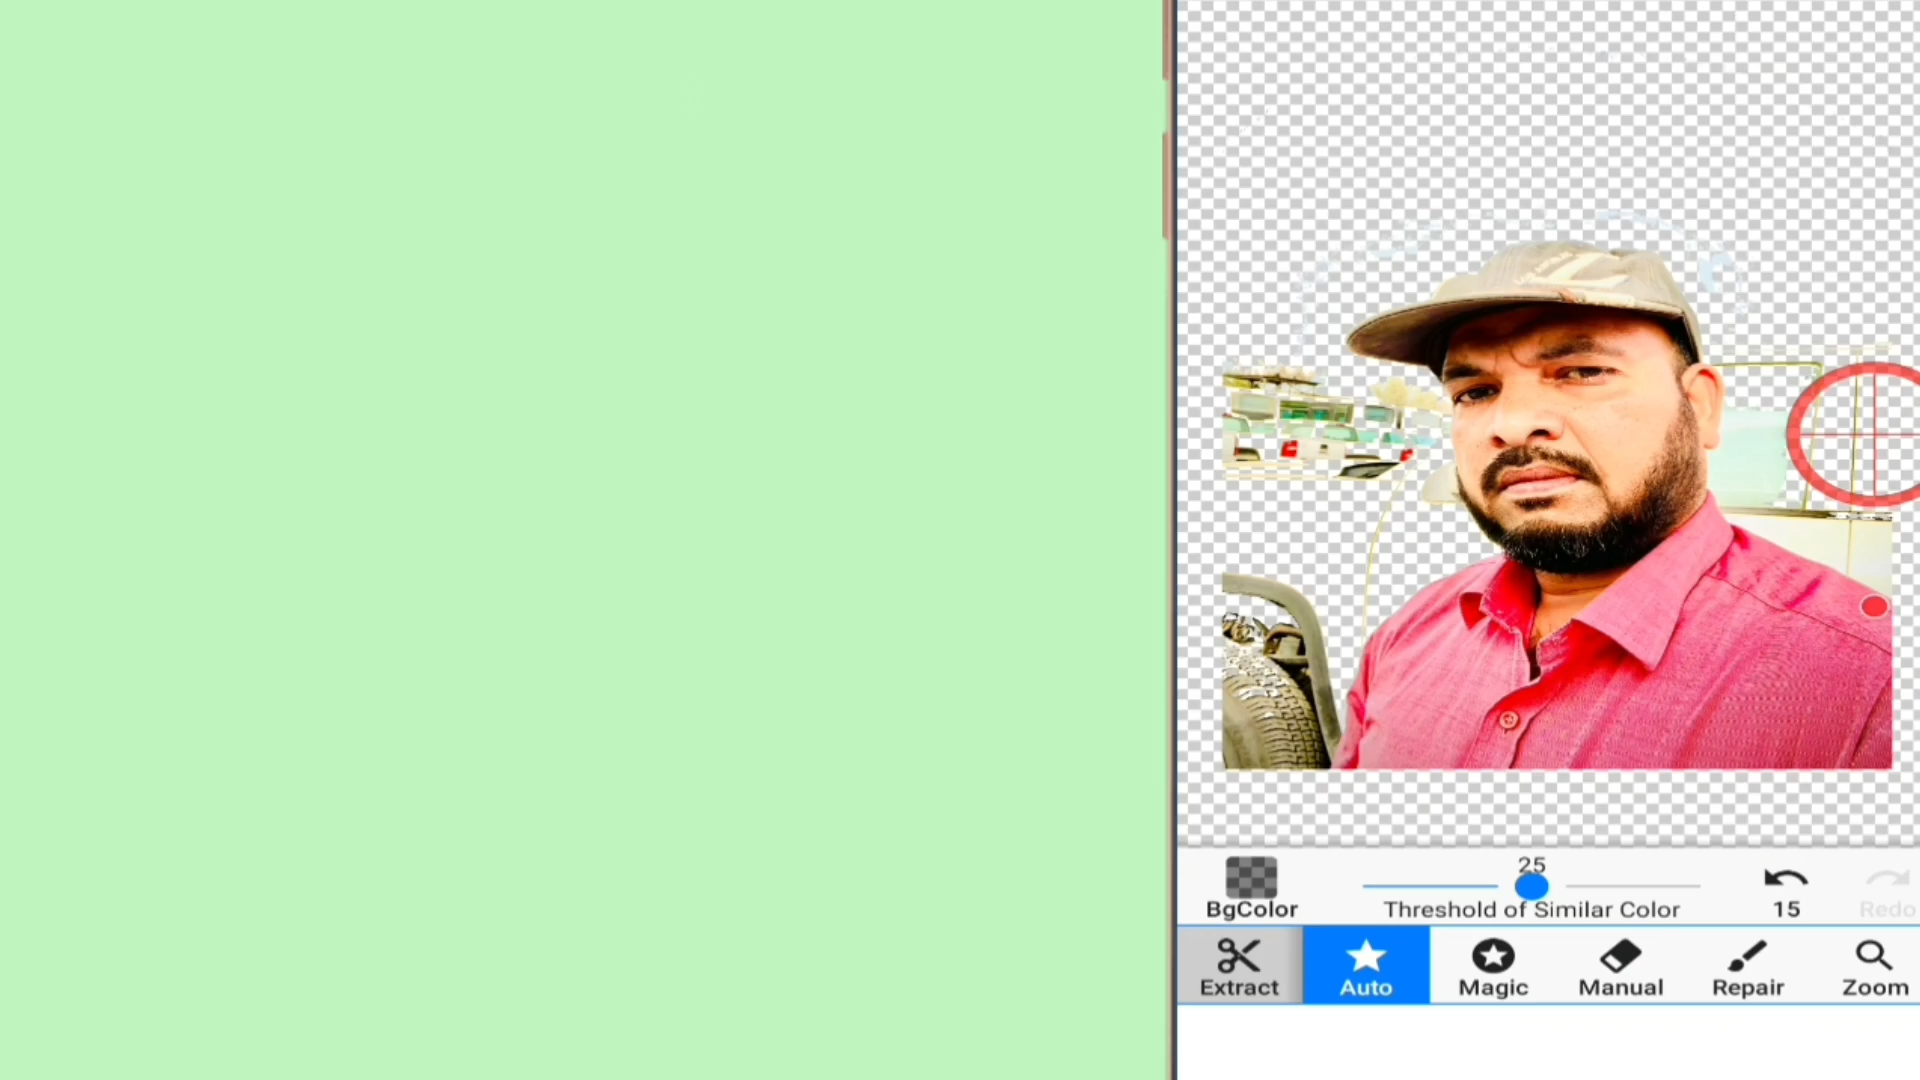 25
BgColor
Threshold of Similar Color
15
Redo
Extract
Auto
Magic
Manual
Repair
Zoom